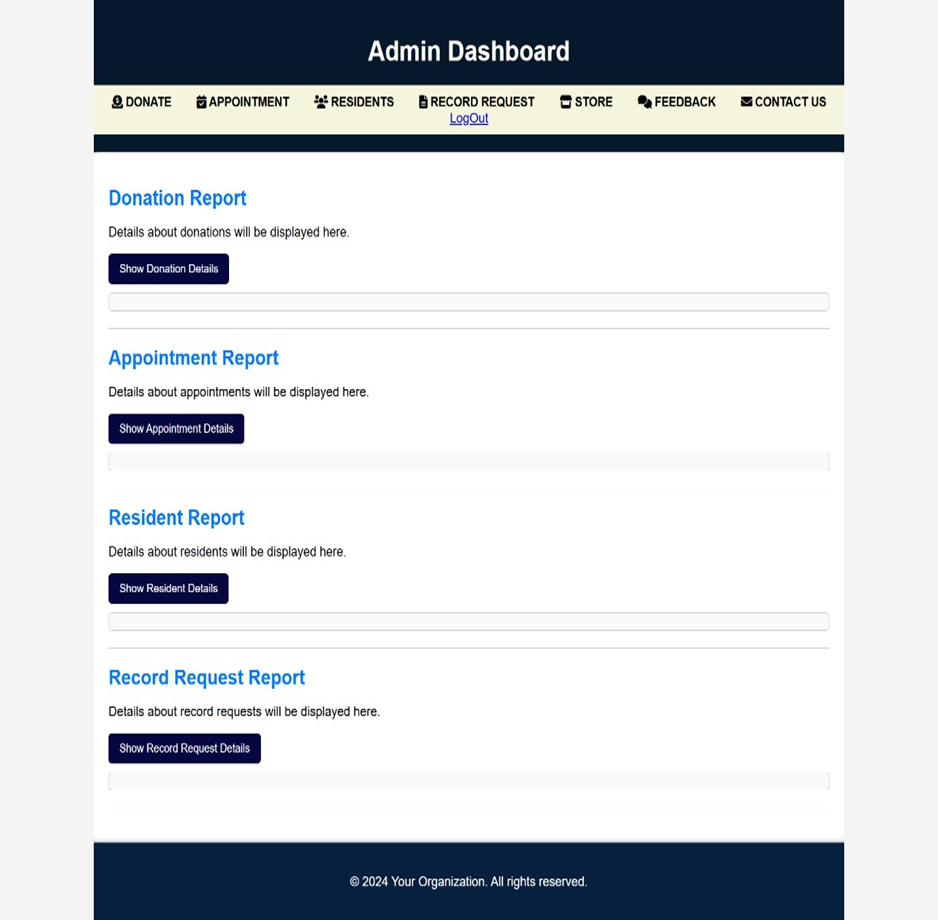 Admin Dashboard
DONATE APPOINTMENT RESIDENTS RECORD REQUEST STORE FEEDBACK CONTACT US
LogOut
Donation Report
Details about donations will be displayed here.
Show Donation Details
Appointment Report
Details about appointments will be displayed here.
Show Appointment Details
Resident Report
Details about residents will be displayed here.
Show Resident Details
Record Request Report
Details about record requests will be displayed here.
Show Record Request Details
© 2024 Your Organization. All rights reserved.